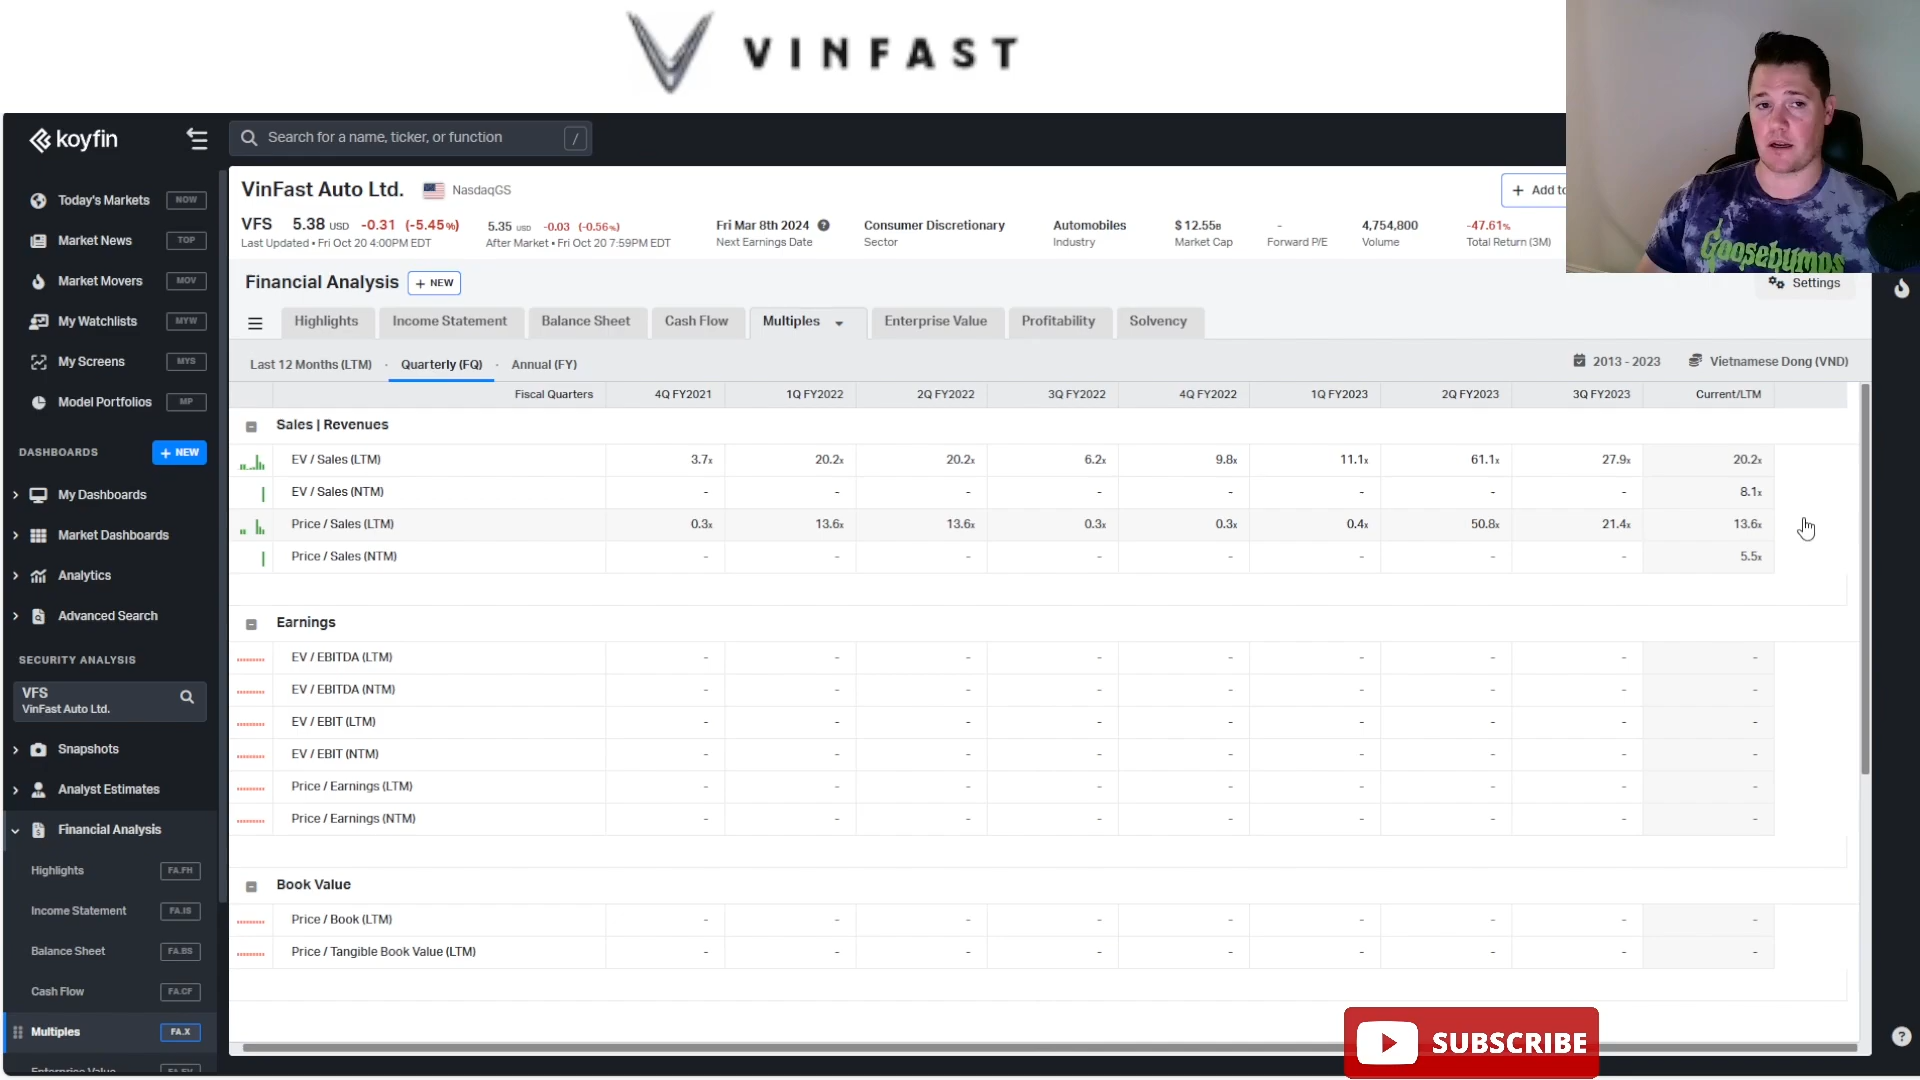 VINFAST
koyfin
Search for a name, ticker, or function /
Today's Markets NOW
Market News TOP
Market Movers MOV
My Watchlists MYW
My Screens MYS
Model Portfolios MP
DASHBOARDS + NEW
My Dashboards
Market Dashboards
Analytics
Advanced Search
SECURITY ANALYSIS
VFS
VinFast Auto Ltd.
Snapshots
Analyst Estimates
Financial Analysis
Highlights FA.FH
Income Statement FA.IS
Balance Sheet FA.BS
Cash Flow FA.CF
Multiples FA.X
Enterprise Value FA.EV
VinFast Auto Ltd. NasdaqGS
+ Add to
VFS 5.38 USD -0.31 (-5.45%) 5.35 USD -0.03 (-0.56%) Fri Mar 8th 2024 ? Consumer Discretionary Automobiles $ 12.55B - 4,754,800 -47.61%
Last Updated • Fri Oct 20 4:00PM EDT After Market • Fri Oct 20 7:59PM EDT Next Earnings Date Sector Industry Market Cap Forward P/E Volume Total Return (3M)
Goosebumps
Financial Analysis + NEW
Settings
Highlights Income Statement Balance Sheet Cash Flow Multiples Enterprise Value Profitability Solvency
Last 12 Months (LTM) · Quarterly (FQ) · Annual (FY) 2013 - 2023 Vietnamese Dong (VND)
Fiscal Quarters 4Q FY2021 1Q FY2022 2Q FY2022 3Q FY2022 4Q FY2022 1Q FY2023 2Q FY2023 3Q FY2023 Current/LTM
Sales | Revenues
EV / Sales (LTM) 3.7x 20.2x 20.2x 6.2x 9.8x 11.1x 61.1x 27.9x 20.2x
EV / Sales (NTM) - - - - - - - - 8.1x
Price / Sales (LTM) 0.3x 13.6x 13.6x 0.3x 0.3x 0.4x 50.8x 21.4x 13.6x
Price / Sales (NTM) - - - - - - - - 5.5x
Earnings
EV / EBITDA (LTM) - - - - - - - - -
EV / EBITDA (NTM) - - - - - - - - -
EV / EBIT (LTM) - - - - - - - - -
EV / EBIT (NTM) - - - - - - - - -
Price / Earnings (LTM) - - - - - - - - -
Price / Earnings (NTM) - - - - - - - - -
Book Value
Price / Book (LTM) - - - - - - - - -
Price / Tangible Book Value (LTM) - - - - - - - - -
SUBSCRIBE
?